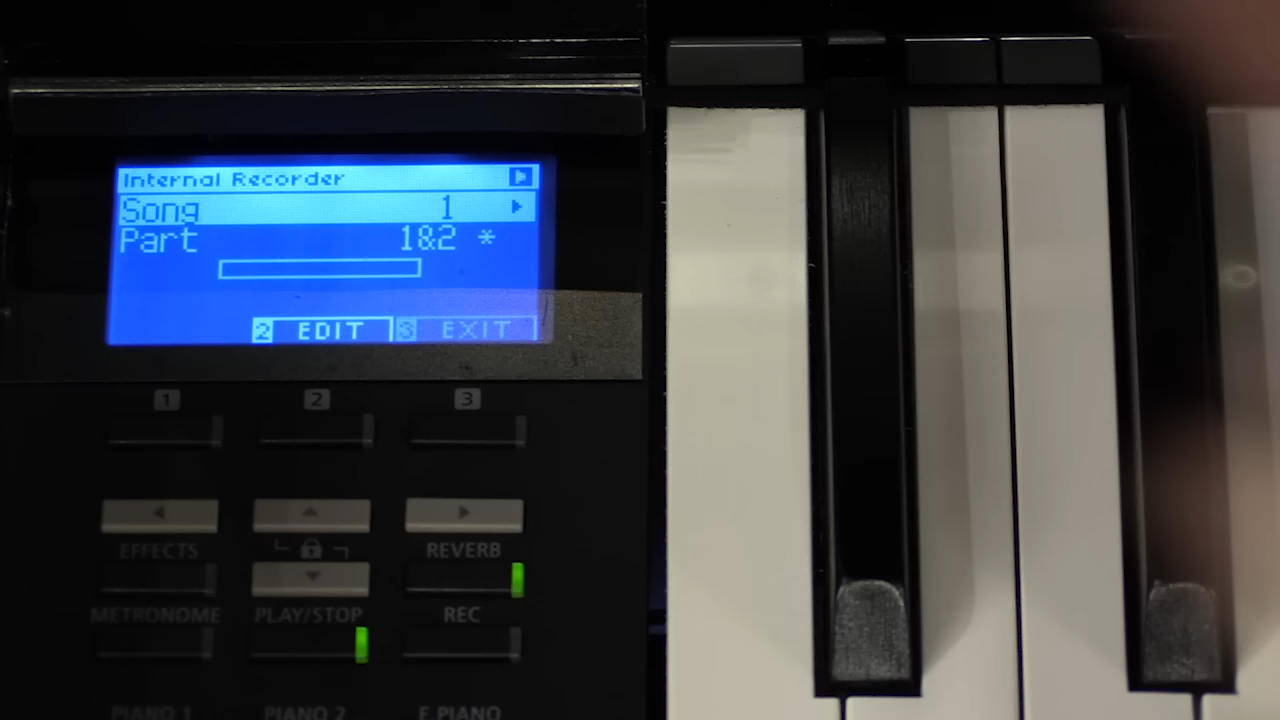 Internal Recorder
Song 1
Part 1&2 *
2 EDIT 3 EXIT
1 2 3
EFFECTS REVERB
METRONOME PLAY/STOP REC
PIANO 1 PIANO 2 E.PIANO